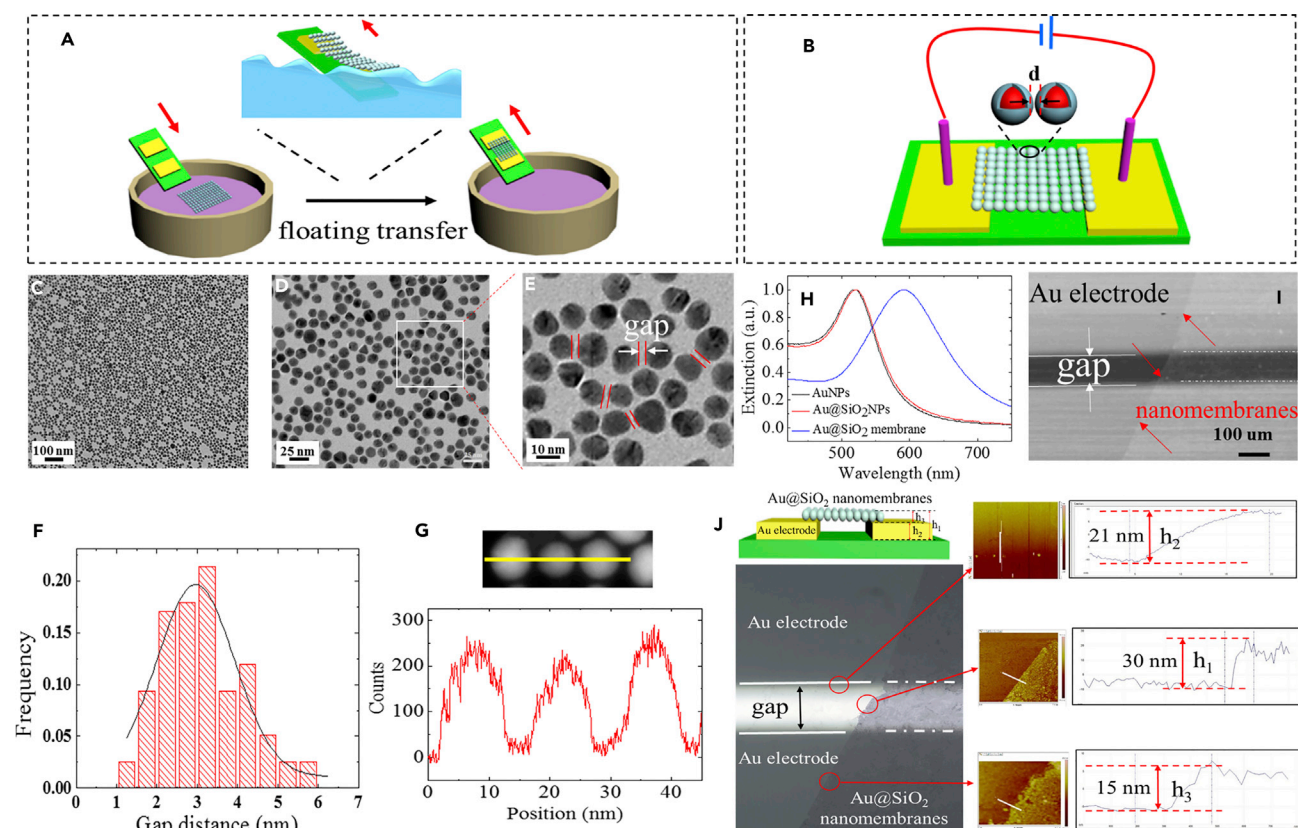 A
floating transfer
B
d
C
100 nm
D
25 nm
E
gap
10 nm
H
Extinction (a.u.)
1.0
0.8
0.6
0.4
0.2
0.0
AuNPs
Au@SiO2NPs
Au@SiO2 membrane
500 600 700
Wavelength (nm)
I
Au electrode
gap
nanomembranes
100 um
F
Frequency
0.20
0.15
0.10
0.05
0.00
0 1 2 3 4 5 6 7
Gap distance (nm)
G
Counts
300
200
100
0
0 10 20 30 40
Position (nm)
J
Au@SiO2 nanomembranes
Au electrode
h3
h2
h1
Au electrode
gap
Au electrode
Au@SiO2
nanomembranes
21 nm h2
30 nm h1
15 nm h3